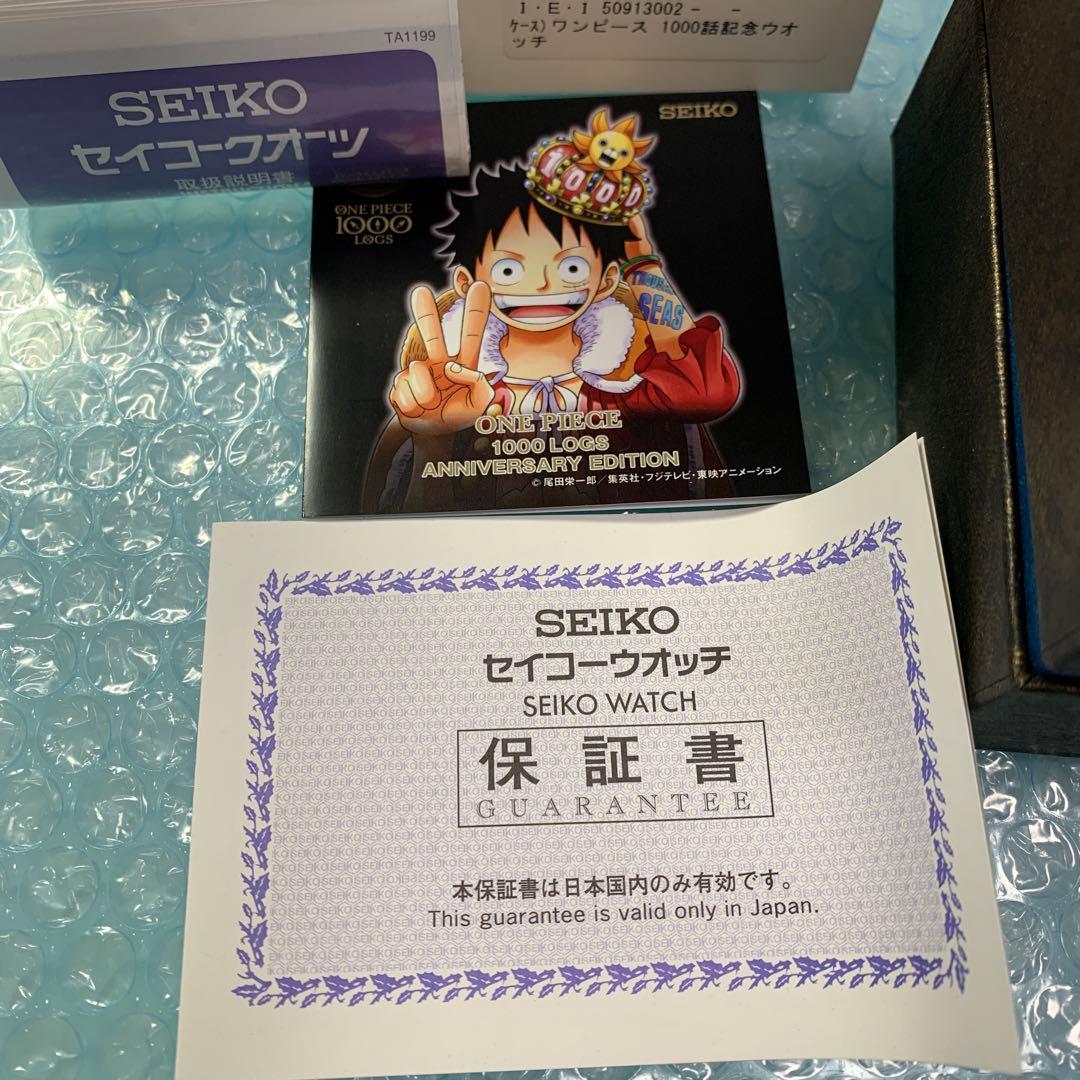 I・E・I 50913002- -
ｹｰｽ)ワンピース 1000話記念ウオ
ッチ
TA1199
SEIKO
セイコークオーツ
取扱説明書
SEIKO
1000
ONE PIECE
1000
LOGS
SEAS
ONE PIECE
1000 LOGS
ANNIVERSARY EDITION
© 尾田栄一郎／集英社・フジテレビ・東映アニメーション
SEIKO
セイコーウオッチ
SEIKO WATCH
保証書
GUARANTEE
本保証書は日本国内のみ有効です。
This guarantee is valid only in Japan.